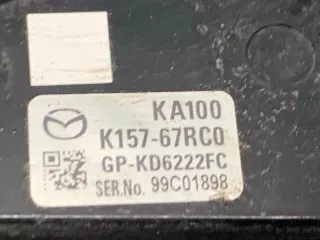 KA100
K157-67RC0
GP-KD6222FC
SER.No. 99C01898